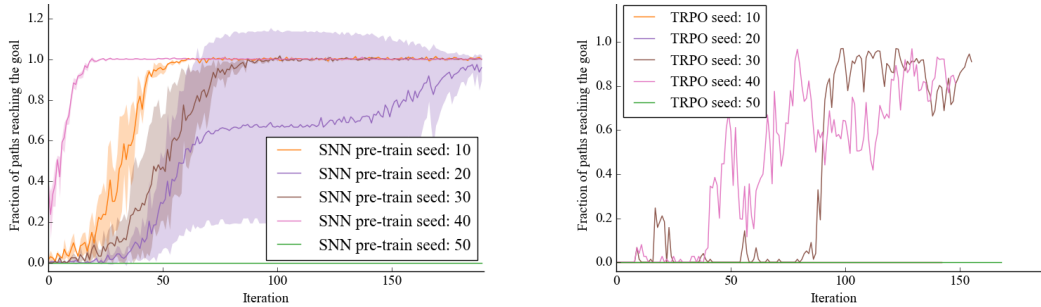 Fraction of paths reaching the goal
1.2
1.0
0.8
0.6
0.4
0.2
0.0
SNN pre-train seed: 10
SNN pre-train seed: 20
SNN pre-train seed: 30
SNN pre-train seed: 40
SNN pre-train seed: 50
0
50
100
150
Iteration
Fraction of paths reaching the goal
1.0
0.8
0.6
0.4
0.2
0.0
TRPO seed: 10
TRPO seed: 20
TRPO seed: 30
TRPO seed: 40
TRPO seed: 50
50
100
150
Iteration